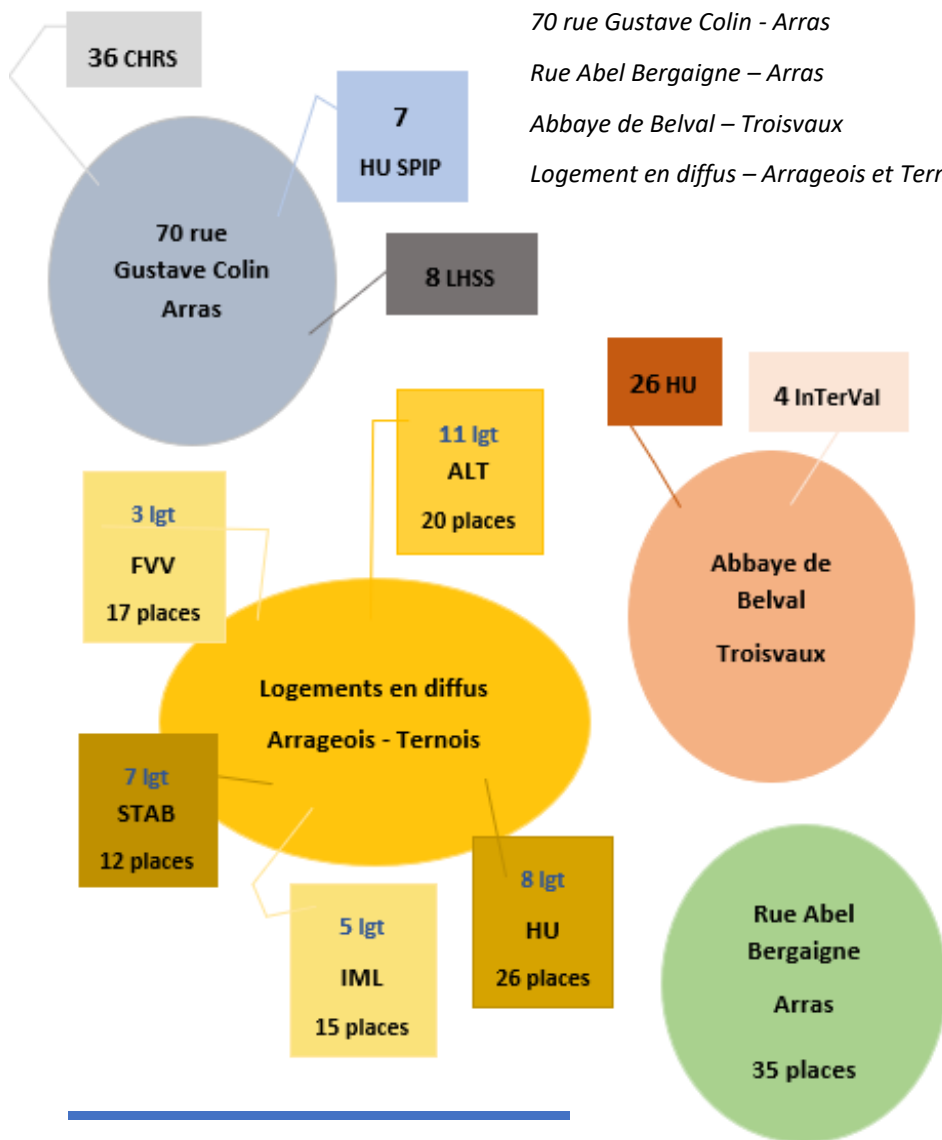 70 rue Gustave Colin - Arras
Rue Abel Bergaigne – Arras
Abbaye de Belval – Troisvaux
Logement en diffus – Arrageois et
36 CHRS
7
HU SPIP
70 rue
Gustave Colin
Arras
8 LHSS
26 HU
4 InTerVal
11 lgt
ALT
20 places
3 lgt
FVV
17 places
Abbaye de
Belval
Troisvaux
Logements en diffus
Arrageois - Ternois
7 lgt
STAB
12 places
8 lgt
HU
26 places
5 lgt
IML
15 places
Rue Abel
Bergaigne
Arras
35 places